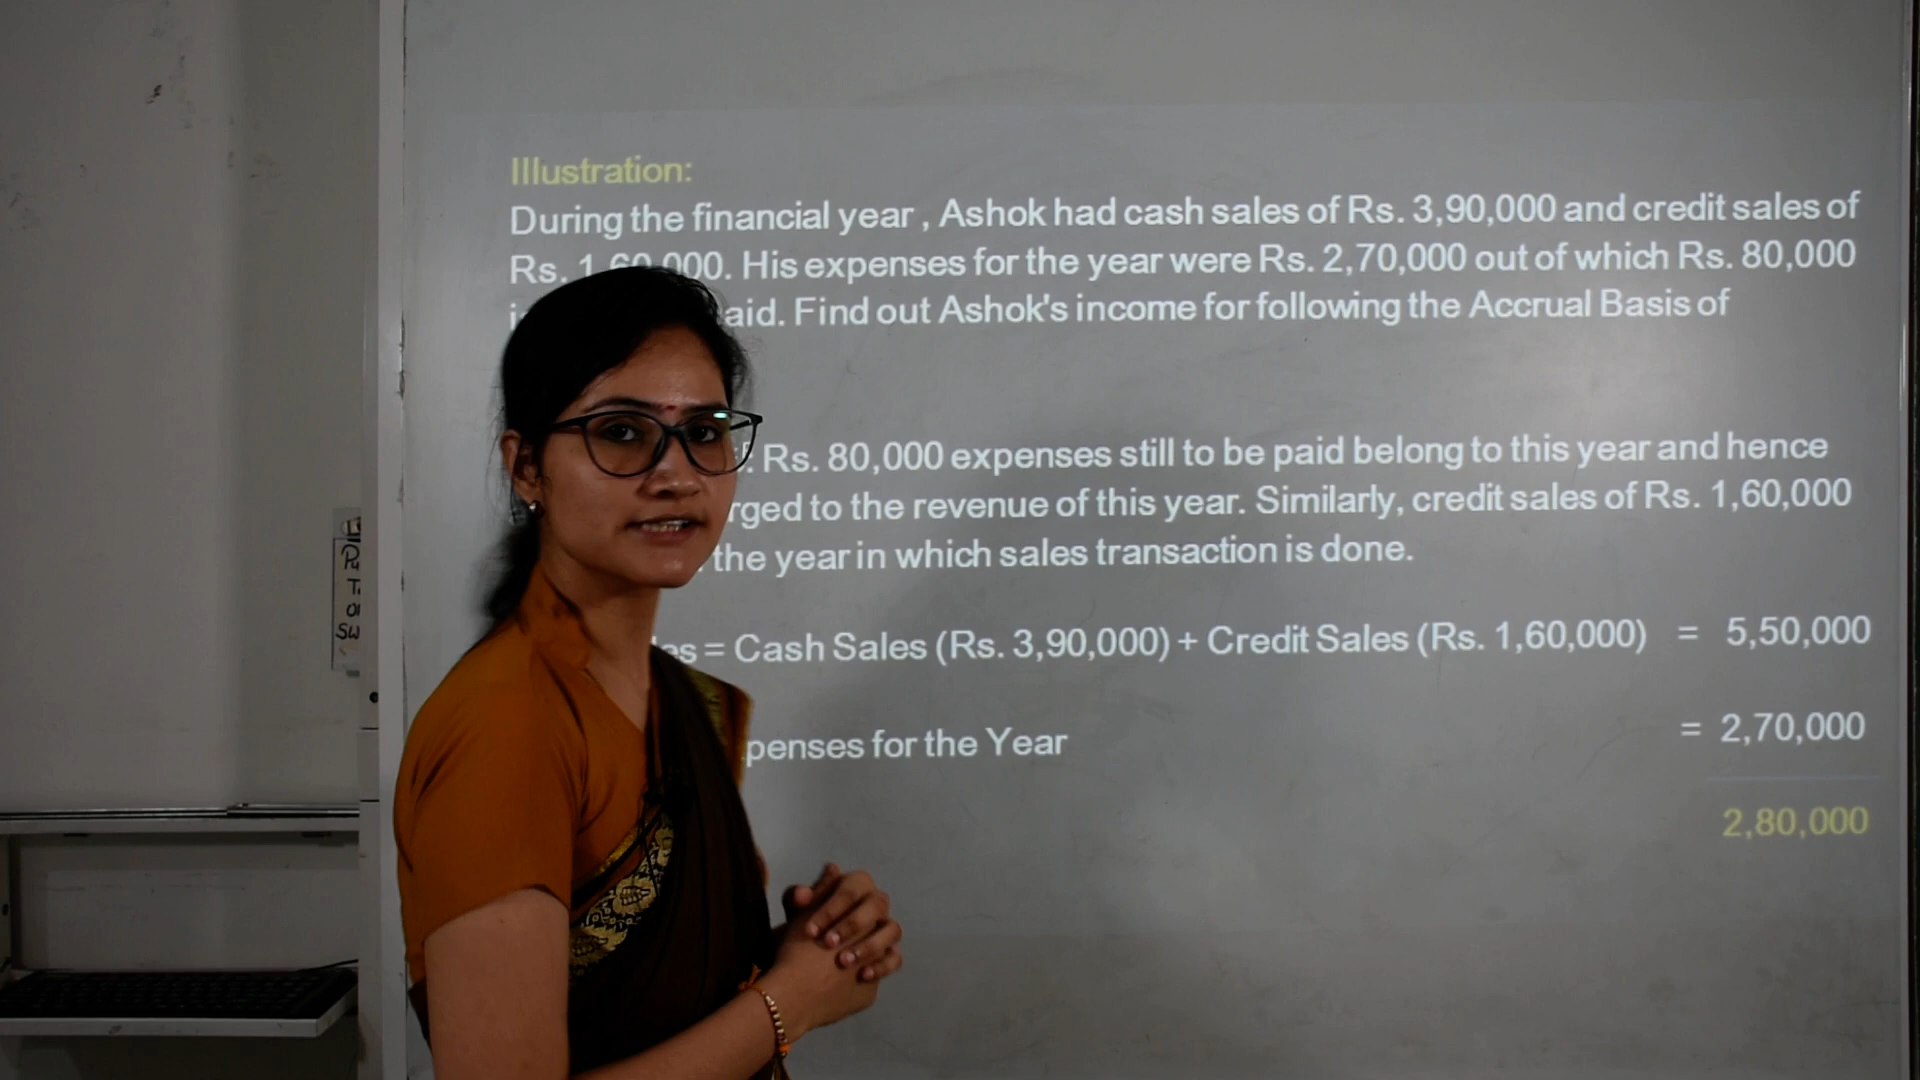 Illustration:
During the financial year , Ashok had cash sales of Rs. 3,90,000 and credit sales of
Rs. 1,60,000. His expenses for the year were Rs. 2,70,000 out of which Rs. 80,000
aid. Find out Ashok's income for following the Accrual Basis of
Rs. 80,000 expenses still to be paid belong to this year and hence
rged to the revenue of this year. Similarly, credit sales of Rs. 1,60,000
the year in which sales transaction is done.
es = Cash Sales (Rs. 3,90,000) + Credit Sales (Rs. 1,60,000) = 5,50,000
penses for the Year = 2,70,000
2,80,000